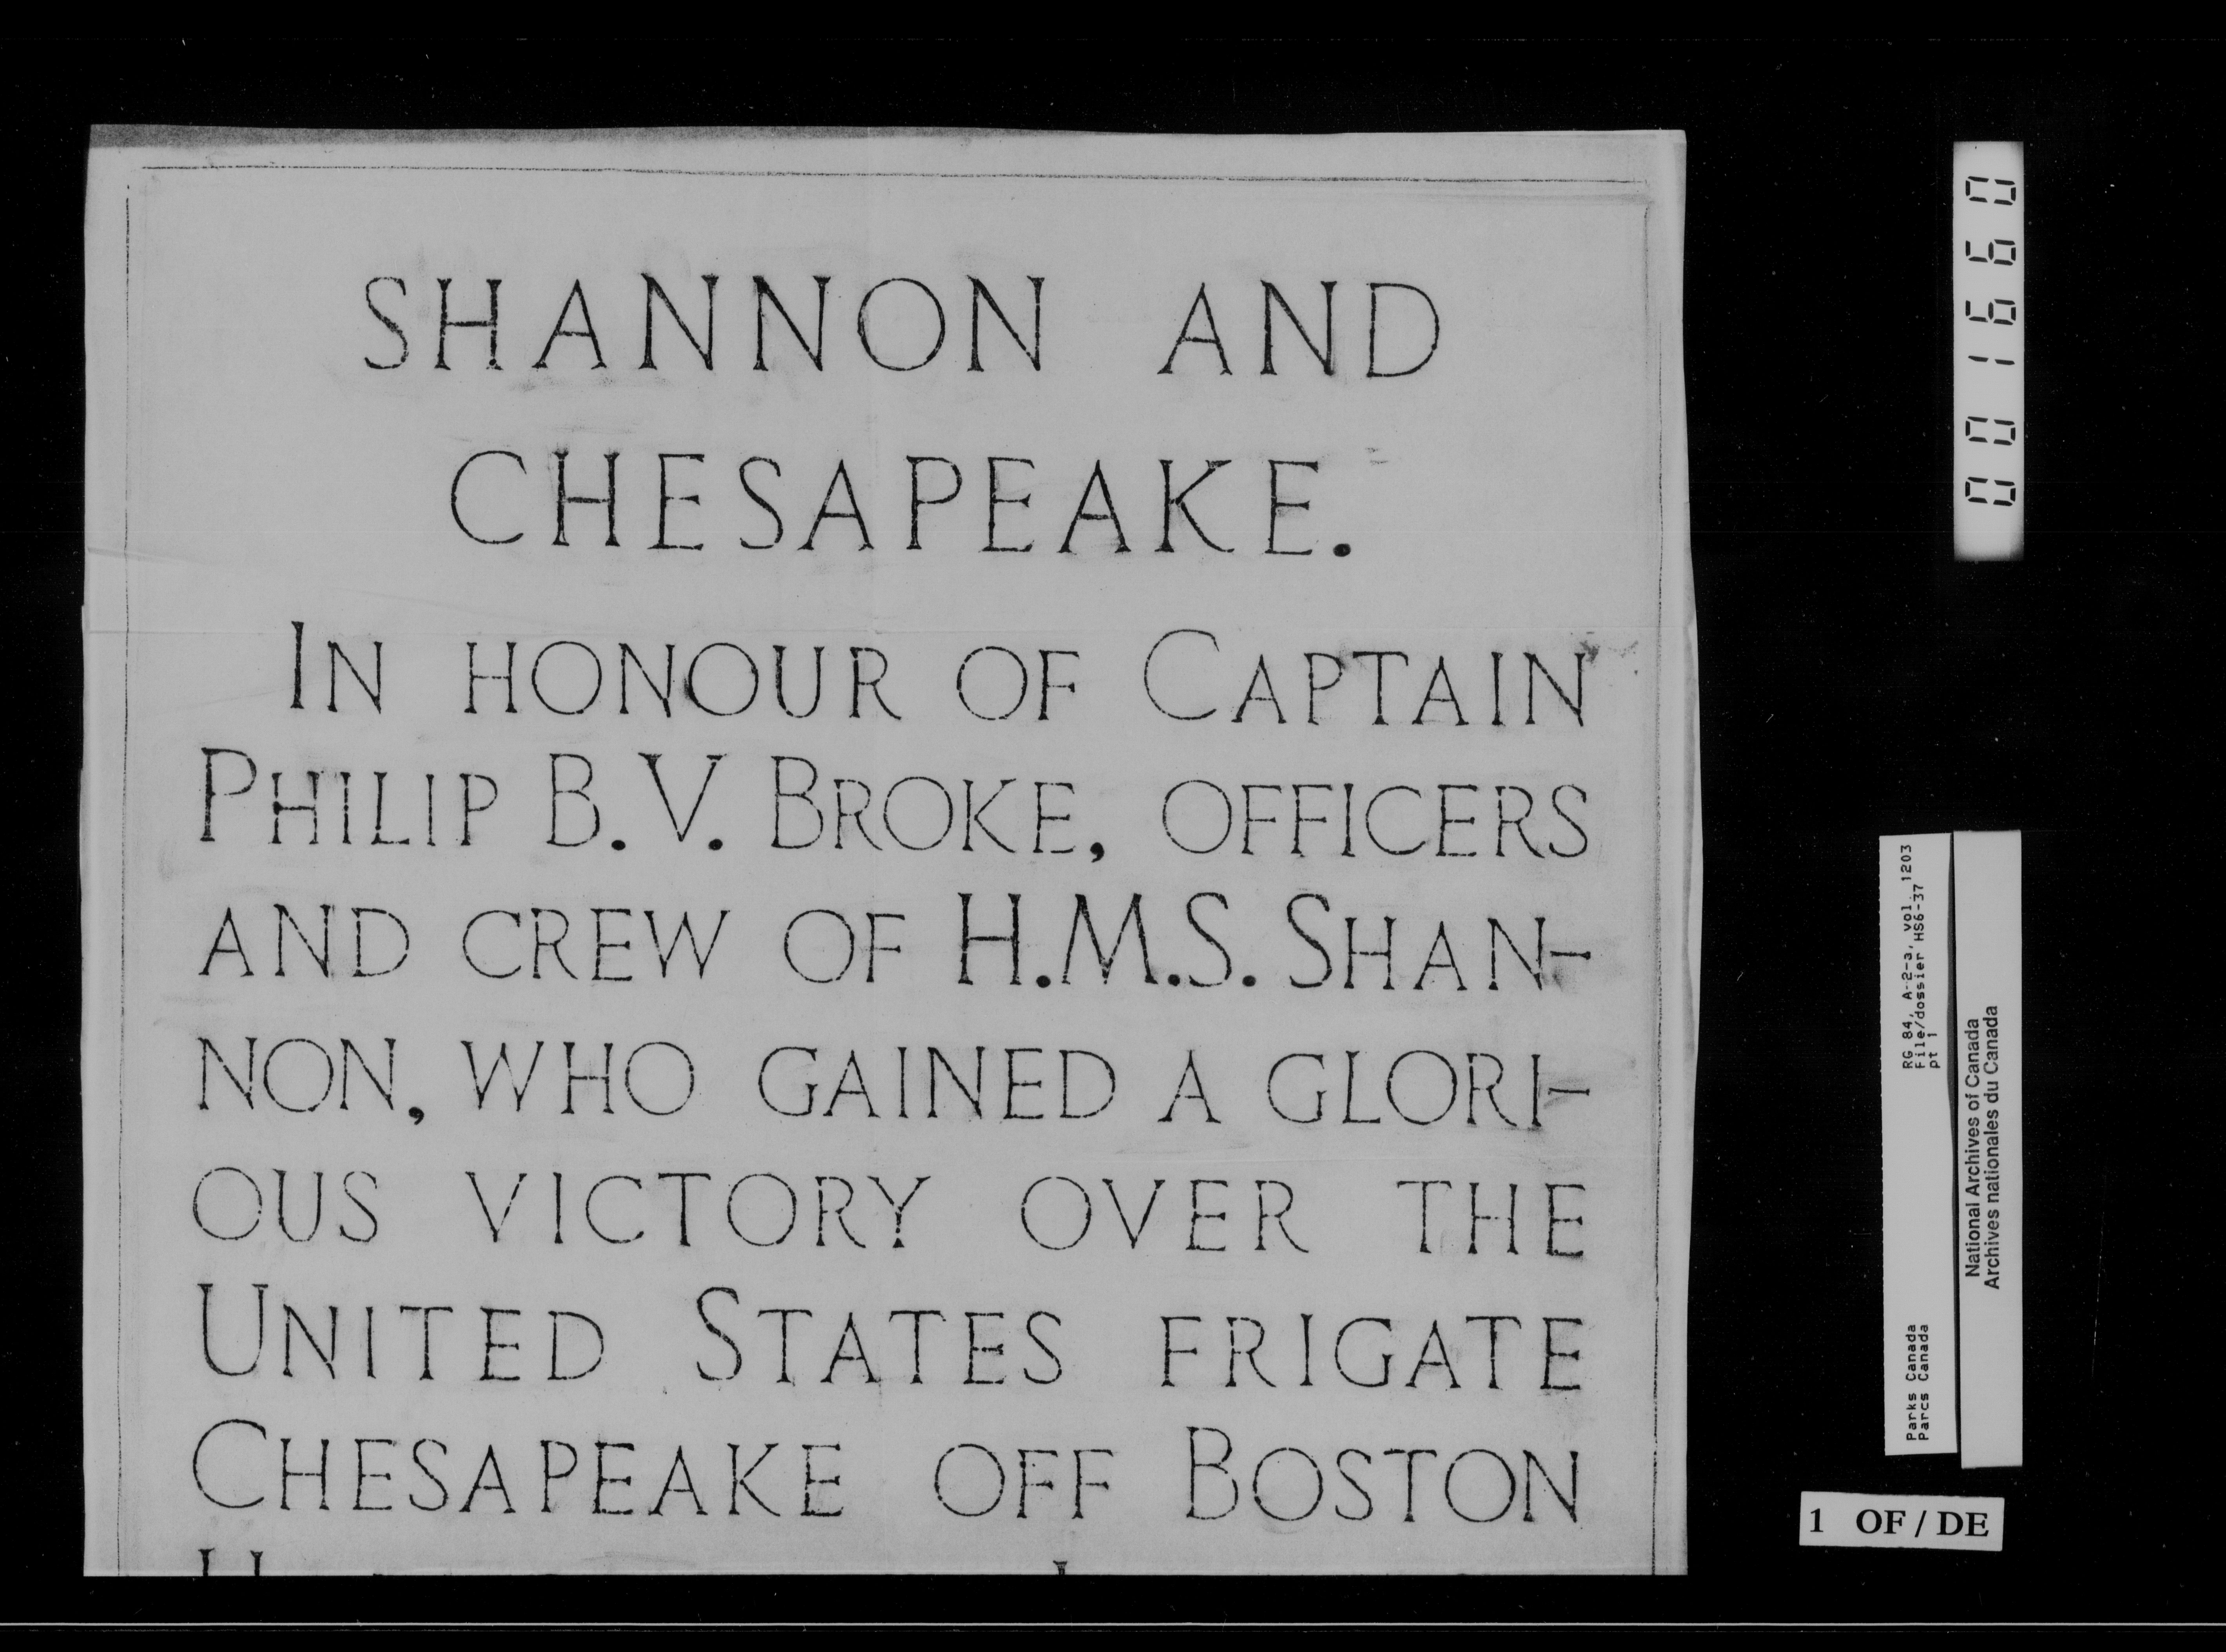 SHANNON AND
CHESAPEAKE.
IN HONOUR OF CAPTAIN
PHILIP B. V. BROKE, OFFICERS
AND CREW OF H.M.S. SHAN-
NON, WHO GAINED A GLORI-
OUS VICTORY OVER THE
UNITED STATES FRIGATE
CHESAPEAKE OFF BOSTON
001660
RG 84, A-2-a, vol. 1203
File/dossier HS6-37
pt 1
Parks Canada
Parcs Canada
National Archives of Canada
Archives nationales du Canada
1 OF / DE